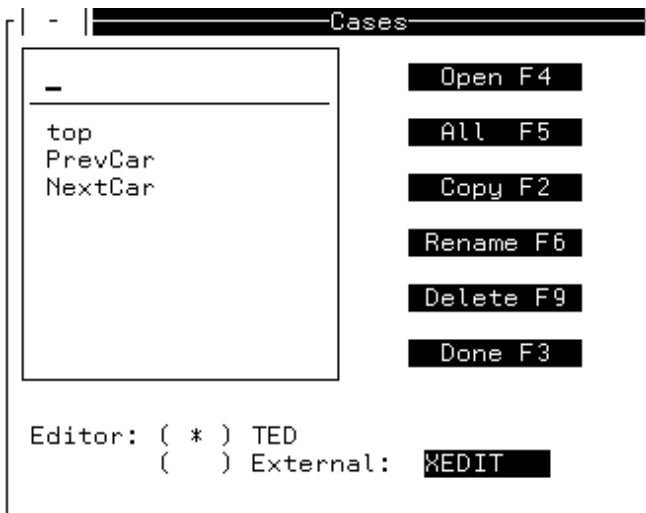 -
Cases
_
top
PrevCar
NextCar
Open F4
All F5
Copy F2
Rename F6
Delete F9
Done F3
Editor: ( * ) TED
( ) External: XEDIT